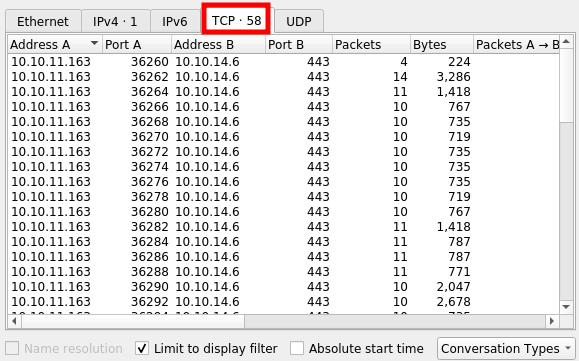 Ethernet IPv4 · 1 IPv6 TCP · 58 UDP
Address A Port A Address B Port B Packets Bytes Packets A → B
10.10.11.163 36260 10.10.14.6 443 4 224
10.10.11.163 36262 10.10.14.6 443 14 3,286
10.10.11.163 36264 10.10.14.6 443 11 1,418
10.10.11.163 36266 10.10.14.6 443 10 767
10.10.11.163 36268 10.10.14.6 443 10 735
10.10.11.163 36270 10.10.14.6 443 10 719
10.10.11.163 36272 10.10.14.6 443 10 735
10.10.11.163 36274 10.10.14.6 443 10 735
10.10.11.163 36276 10.10.14.6 443 10 735
10.10.11.163 36278 10.10.14.6 443 10 719
10.10.11.163 36280 10.10.14.6 443 10 767
10.10.11.163 36282 10.10.14.6 443 11 1,418
10.10.11.163 36284 10.10.14.6 443 11 787
10.10.11.163 36286 10.10.14.6 443 11 787
10.10.11.163 36288 10.10.14.6 443 11 771
10.10.11.163 36290 10.10.14.6 443 10 2,047
10.10.11.163 36292 10.10.14.6 443 10 2,678
10.10.11.163 36294 10.10.14.6 443 10 735
Name resolution Limit to display filter Absolute start time Conversation Types